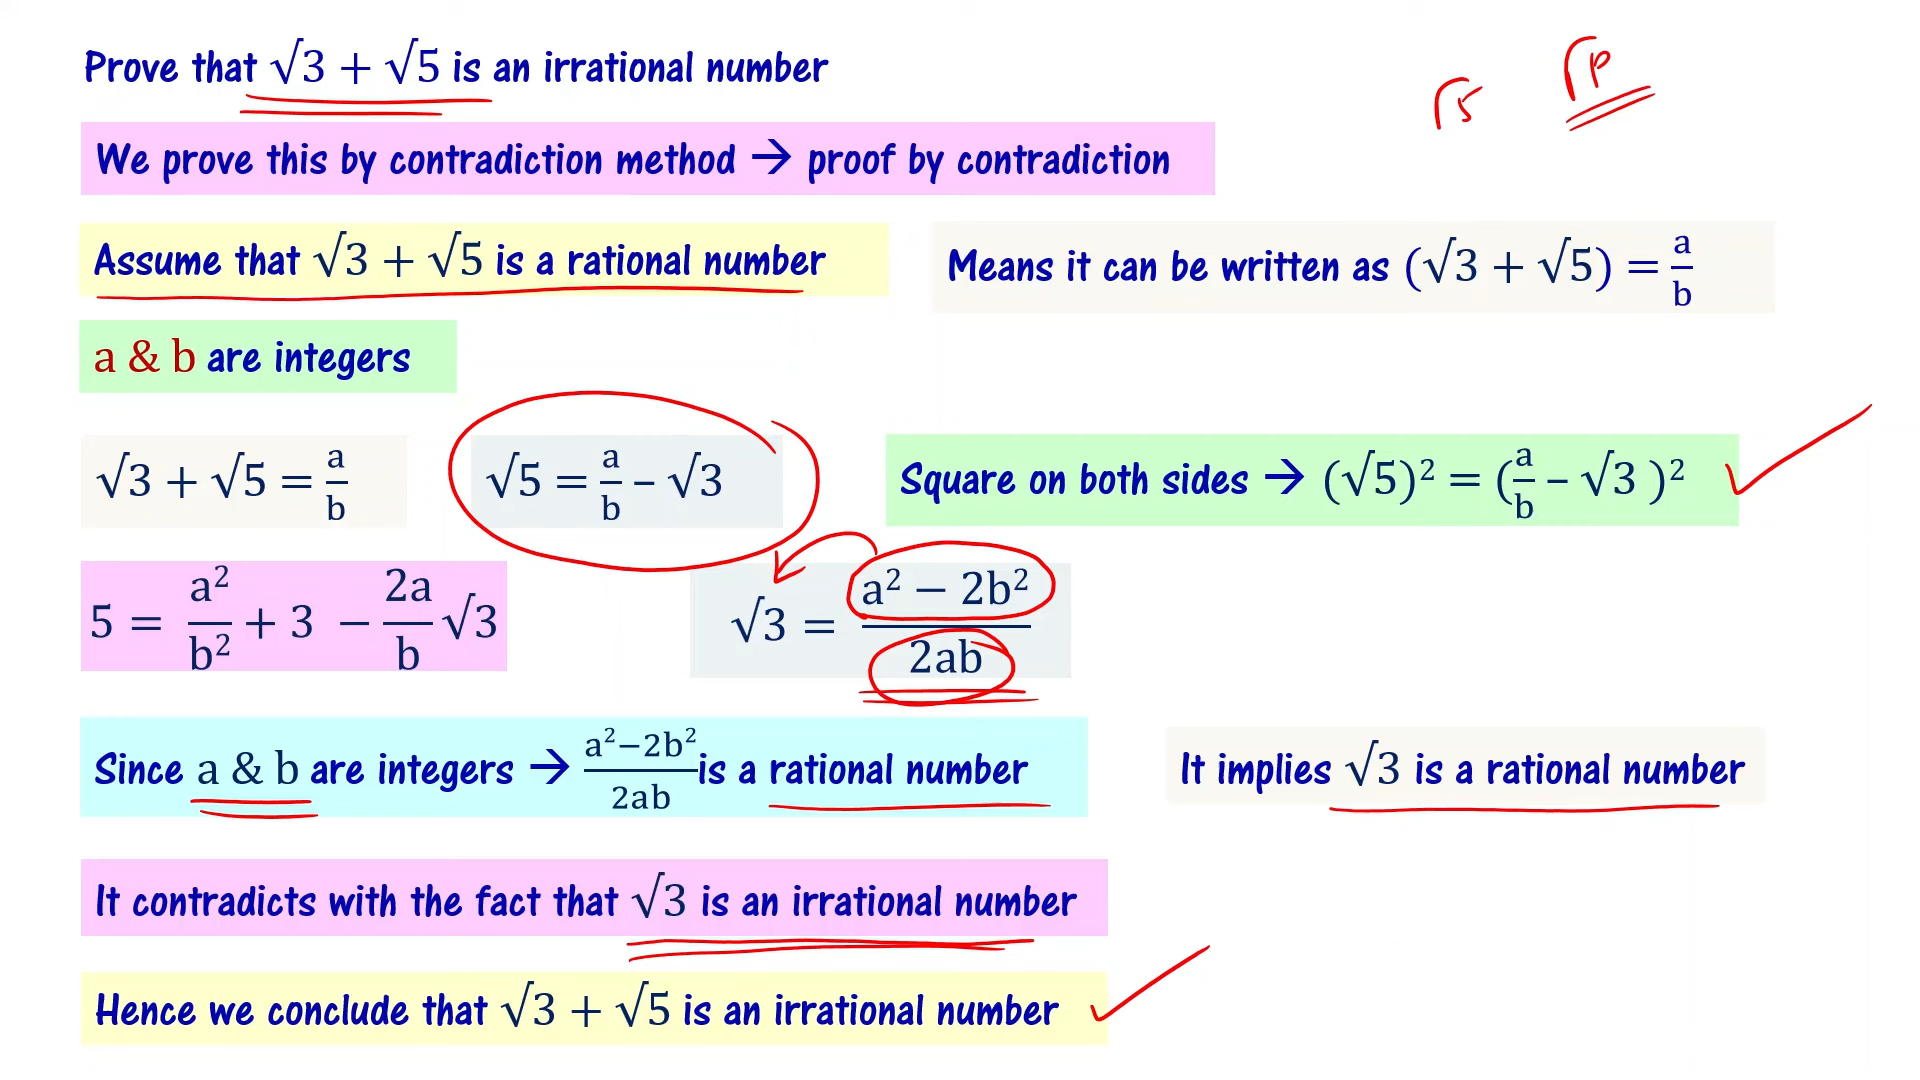 Prove that √3 + √5 is an irrational number
√5 √p
We prove this by contradiction method → proof by contradiction
Assume that √3 + √5 is a rational number
Means it can be written as (√3 + √5) = a/b
a & b are integers
√3 + √5 = a/b
√5 = a/b – √3
Square on both sides → (√5)² = (a/b – √3 )²
5 = a²/b² + 3 − 2a/b √3
√3 = a² − 2b²/2ab
Since a & b are integers → a²−2b²/2ab is a rational number
It implies √3 is a rational number
It contradicts with the fact that √3 is an irrational number
Hence we conclude that √3 + √5 is an irrational number